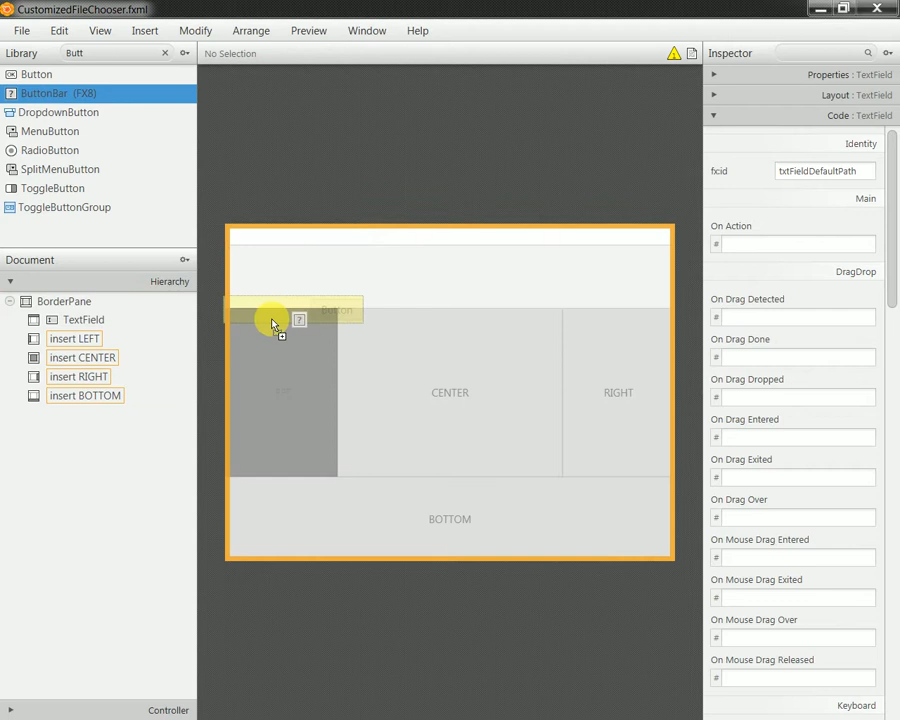 CustomizedFileChooser.fxml
File Edit View Insert Modify Arrange Preview Window Help
Library Butt No Selection Inspector
Button
ButtonBar (FX8)
DropdownButton
MenuButton
RadioButton
SplitMenuButton
ToggleButton
ToggleButtonGroup
Document
Hierarchy
BorderPane
TextField
insert LEFT
insert CENTER
insert RIGHT
insert BOTTOM
Controller
Button
CENTER
RIGHT
BOTTOM
Properties : TextField
Layout : TextField
Code : TextField
Identity
fx:id txtFieldDefaultPath
Main
On Action
#
DragDrop
On Drag Detected
#
On Drag Done
#
On Drag Dropped
#
On Drag Entered
#
On Drag Exited
#
On Drag Over
#
On Mouse Drag Entered
#
On Mouse Drag Exited
#
On Mouse Drag Over
#
On Mouse Drag Released
#
Keyboard